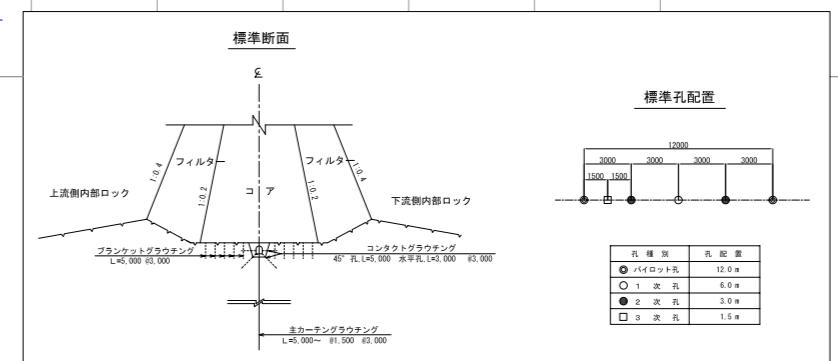 標準断面
℄
1:0.4
フィルター
1:0.2
コ ア
1:0.2
フィルター
1:0.4
上流側内部ロック
下流側内部ロック
ブランケットグラウチング
L=5,000 @3,000
コンタクトグラウチング
45° 孔,L=5,000 水平孔,L=3,000 @3,000
主カーテングラウチング
L=5,000～ @1,500 @3,000
標準孔配置
12000
3000 3000 3000 3000
1500 1500
孔 種 別 孔 配 置
◎ パイロット孔 12.0 m
○ 1 次 孔 6.0 m
● 2 次 孔 3.0 m
□ 3 次 孔 1.5 m